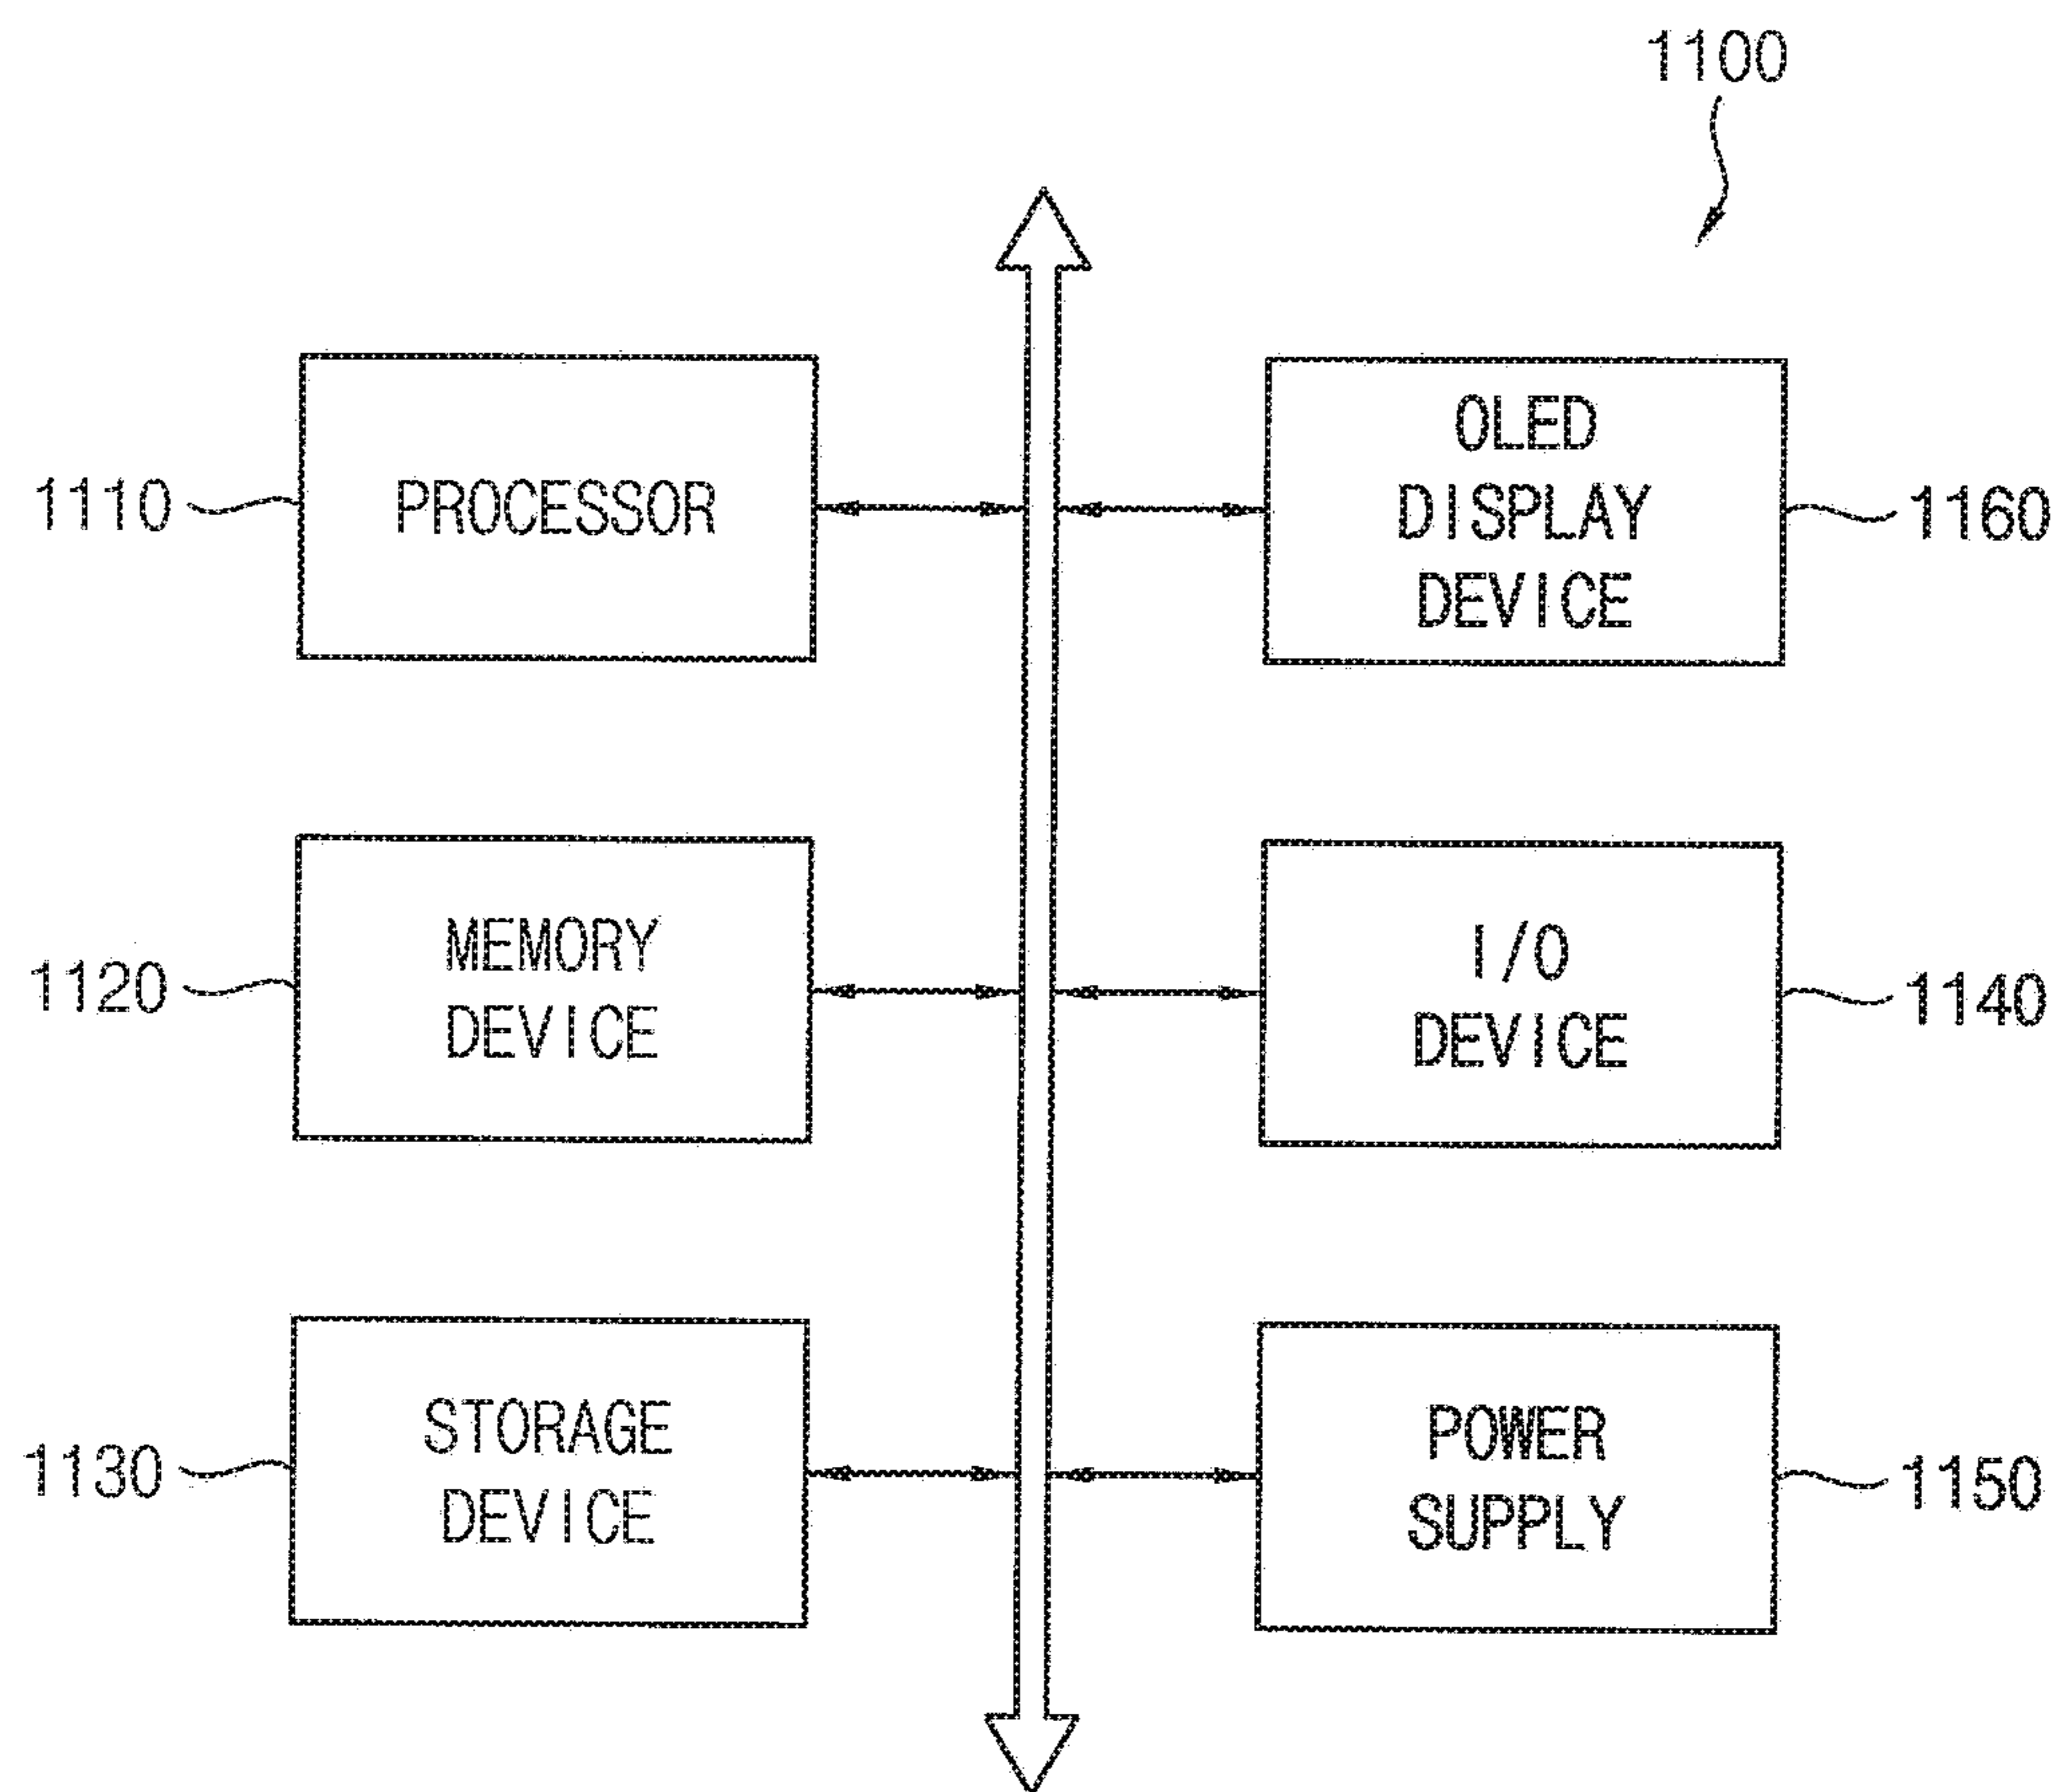 1100
1110
PROCESSOR
OLED
DISPLAY
DEVICE
1160
1120
MEMORY
DEVICE
I/O
DEVICE
1140
1130
STORAGE
DEVICE
POWER
SUPPLY
1150